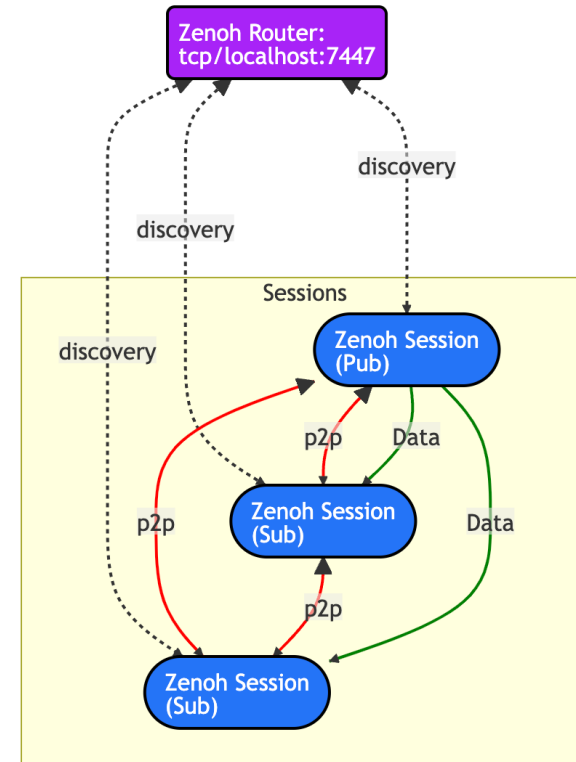 Zenoh Router:
tcp/localhost:7447
discovery
discovery
Sessions
Zenoh Session
(Pub)
discovery
p2p
Data
p2p
Zenoh Session
(Sub)
Data
p2p
Zenoh Session
(Sub)